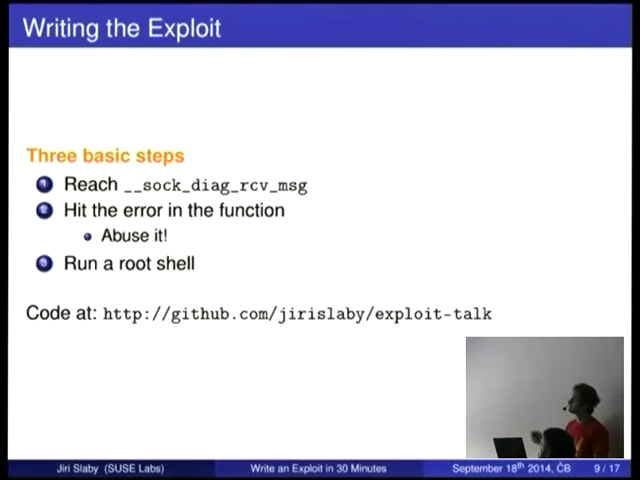 Writing the Exploit
Three basic steps
1 Reach __sock_diag_rcv_msg
2 Hit the error in the function
Abuse it!
3 Run a root shell
Code at: http://github.com/jirislaby/exploit-talk
Jiri Slaby (SUSE Labs) Write an Exploit in 30 Minutes September 18th 2014, ČB 9 / 17